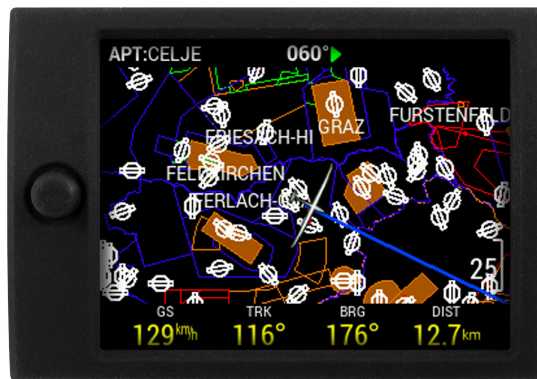 APT:CELJE 060°
FURSTENFELD
GRAZ
FRIESACH-HI
FELDKIRCHEN
FERLACH-G
25
GS TRK BRG DIST
129km/h 116° 176° 12.7km